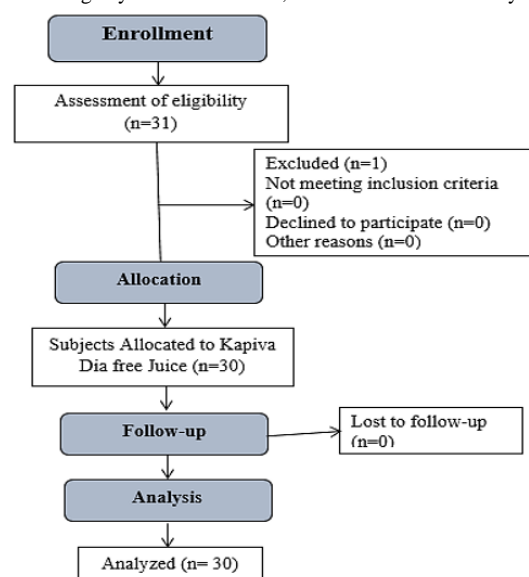 Enrollment
Assessment of eligibility
(n=31)
Excluded (n=1)
Not meeting inclusion criteria
(n=0)
Declined to participate (n=0)
Other reasons (n=0)
Allocation
Subjects Allocated to Kapiva
Dia free Juice (n=30)
Follow-up
Lost to follow-up
(n=0)
Analysis
Analyzed (n= 30)